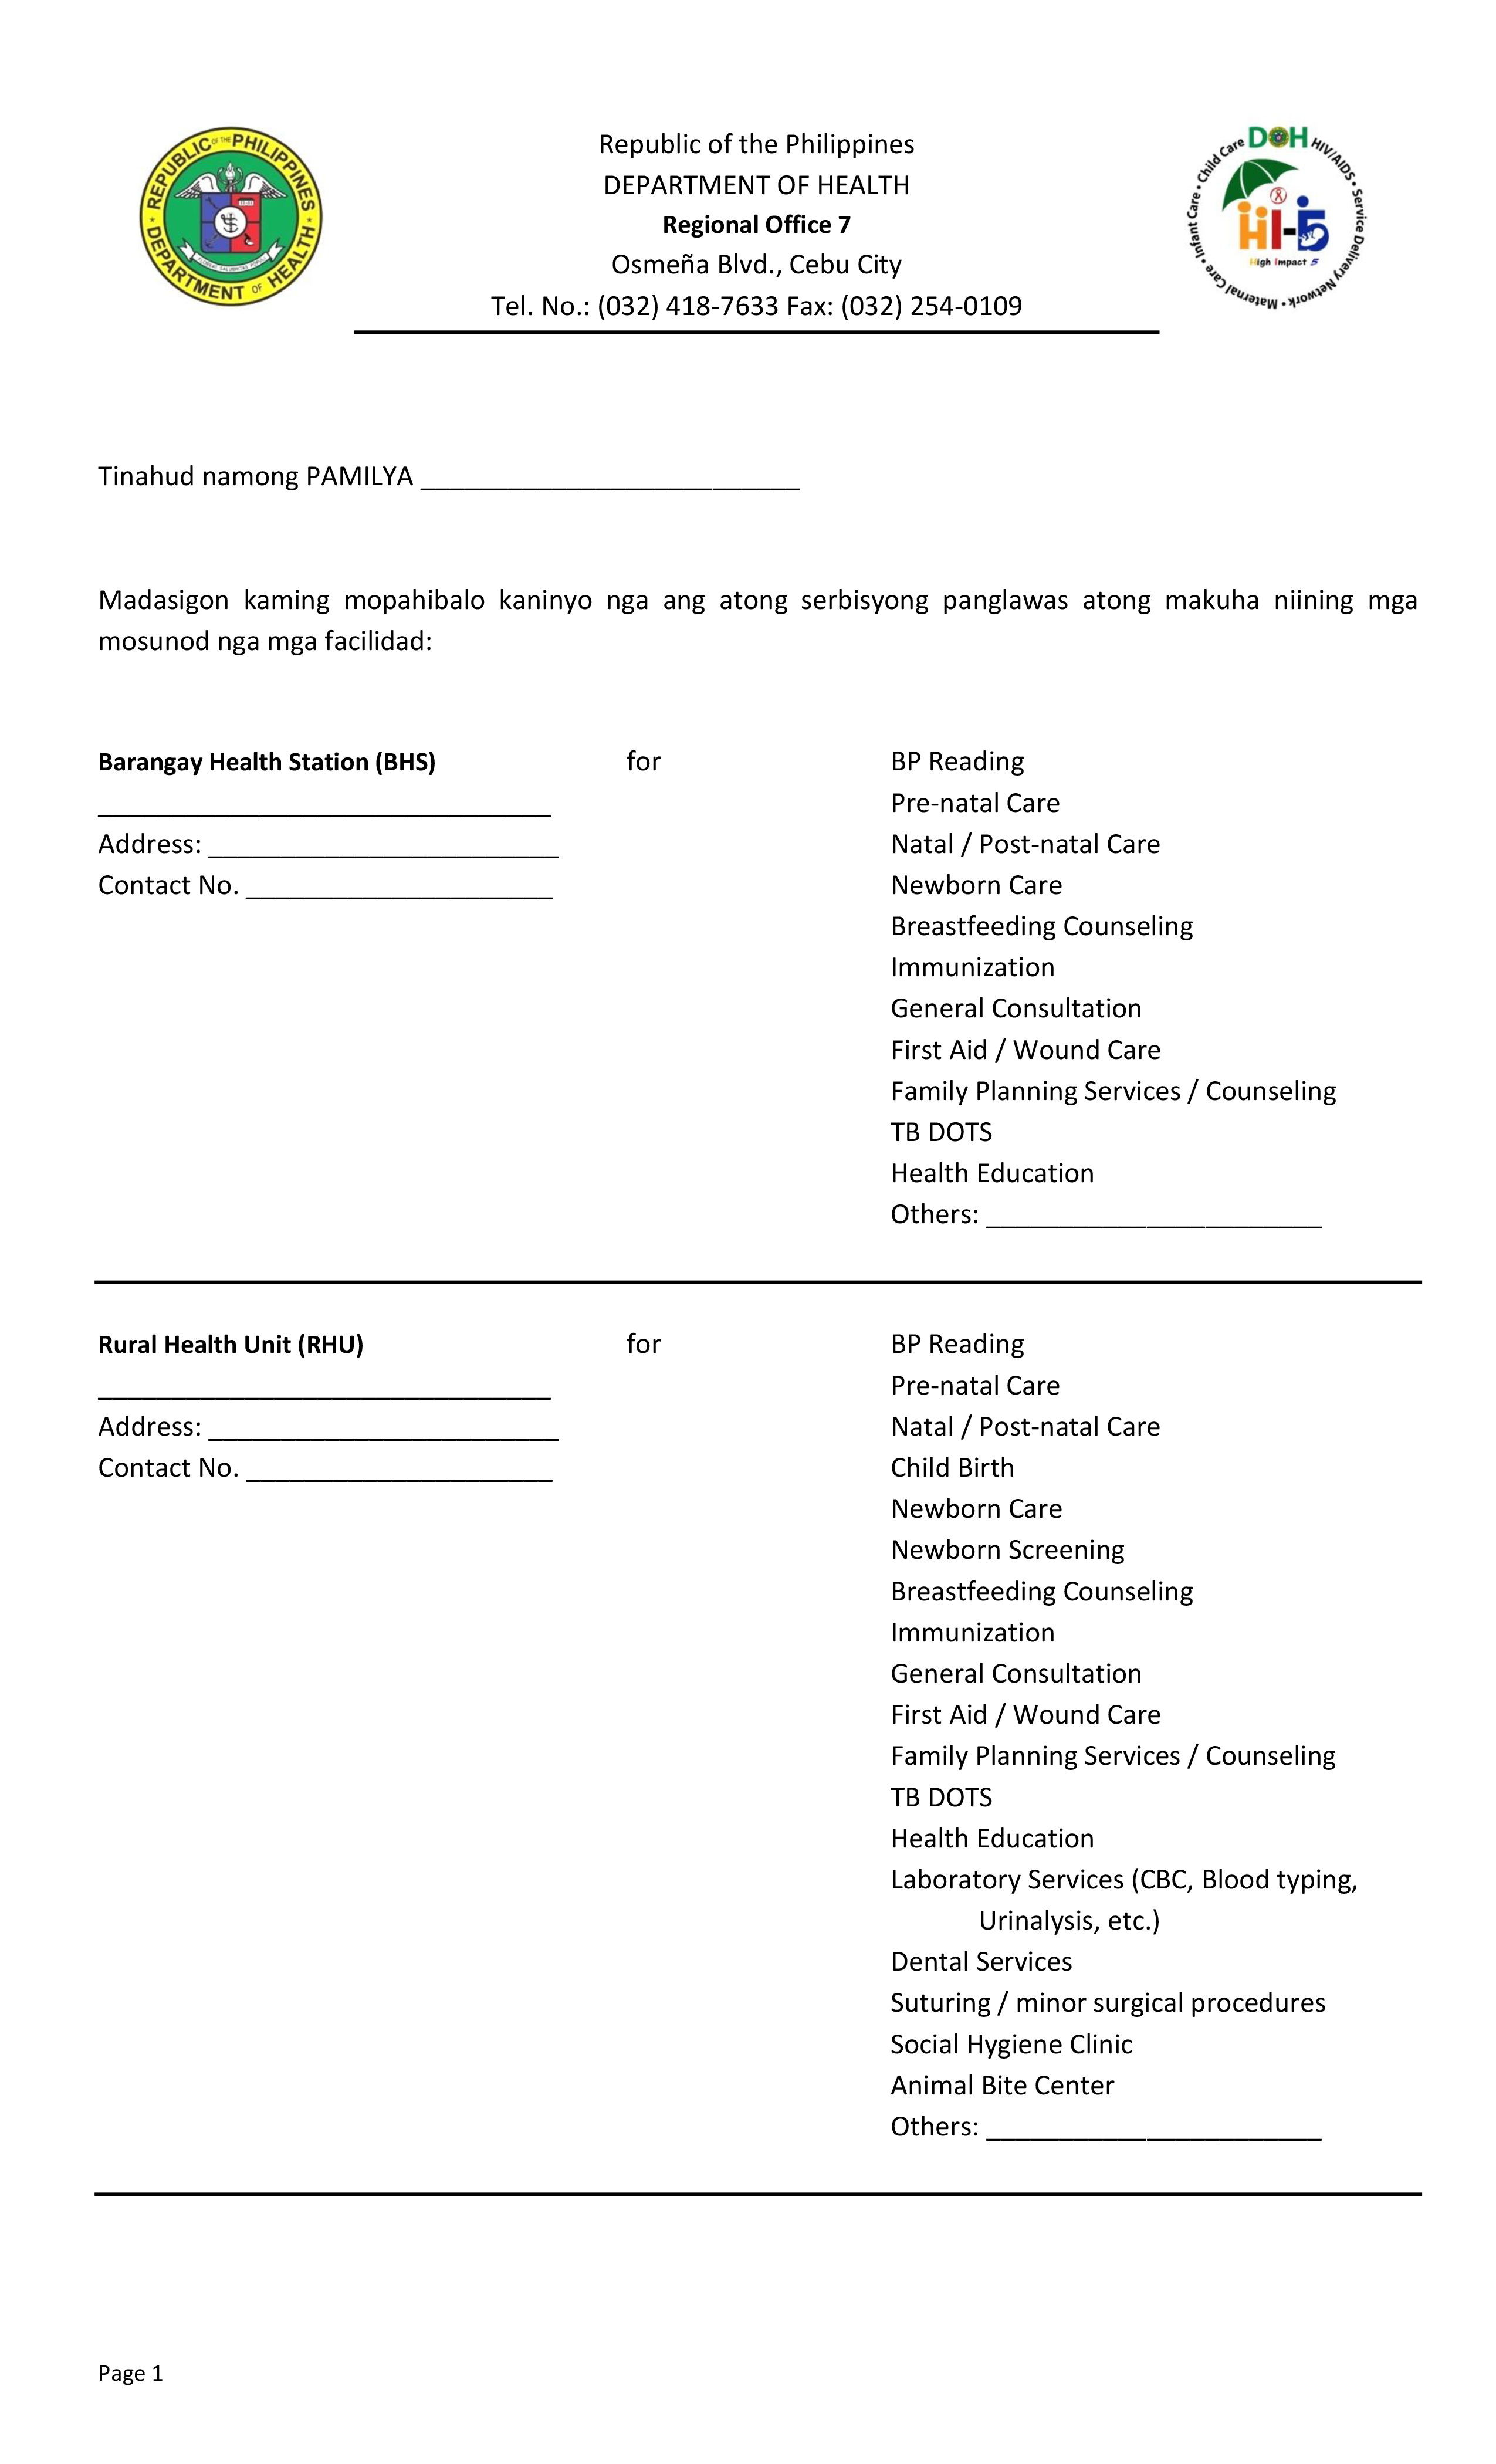 REPUBLIC OF THE PHILIPPINES
DEPARTMENT OF HEALTH
Republic of the Philippines
DEPARTMENT OF HEALTH
Regional Office 7
Osmeña Blvd., Cebu City
Tel. No.: (032) 418-7633 Fax: (032) 254-0109
DOH
HIV/AIDS • Service Delivery Network • Maternal Care • Infant Care • Child Care
HI-5
High Impact 5
Tinahud namong PAMILYA __________________________
Madasigon kaming mopahibalo kaninyo nga ang atong serbisyong panglawas atong makuha niining mga
mosunod nga mga facilidad:
Barangay Health Station (BHS) for BP Reading
_______________________________ Pre-natal Care
Address: ________________________ Natal / Post-natal Care
Contact No. _____________________ Newborn Care
Breastfeeding Counseling
Immunization
General Consultation
First Aid / Wound Care
Family Planning Services / Counseling
TB DOTS
Health Education
Others: _______________________
Rural Health Unit (RHU) for BP Reading
_______________________________ Pre-natal Care
Address: ________________________ Natal / Post-natal Care
Contact No. _____________________ Child Birth
Newborn Care
Newborn Screening
Breastfeeding Counseling
Immunization
General Consultation
First Aid / Wound Care
Family Planning Services / Counseling
TB DOTS
Health Education
Laboratory Services (CBC, Blood typing,
Urinalysis, etc.)
Dental Services
Suturing / minor surgical procedures
Social Hygiene Clinic
Animal Bite Center
Others: _______________________
Page 1